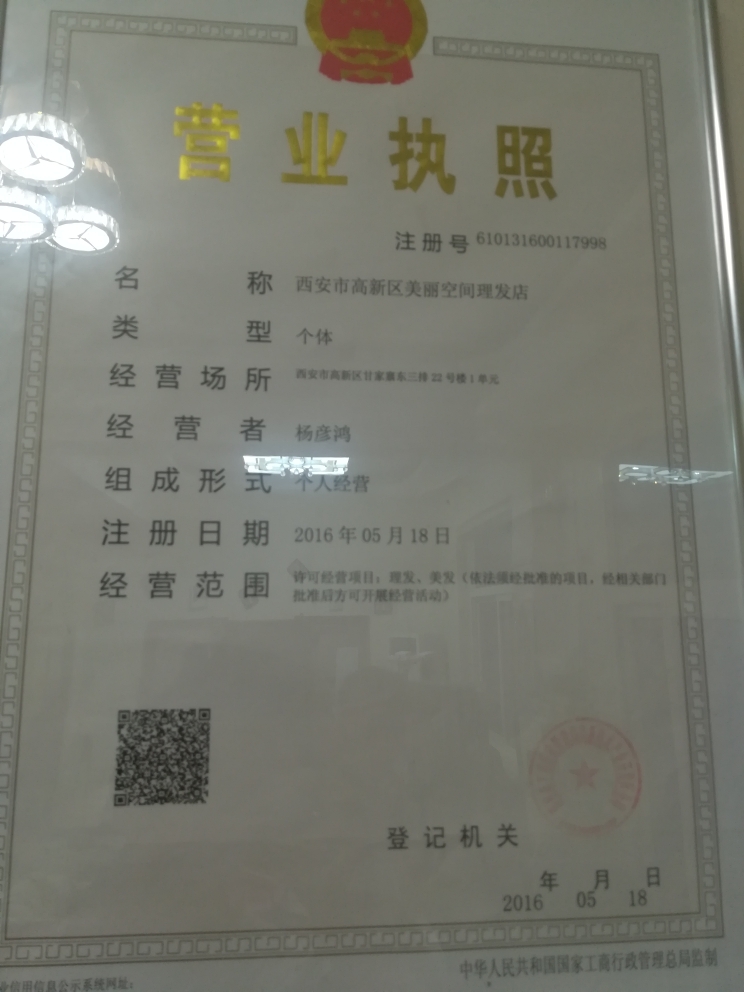 营业执照
注册号 610131600117998
名称 西安市高新区美丽空间理发店
类型 个体
经营场所 西安市高新区甘家寨东三排22号楼1单元
经营者 杨彦鸿
组成形式 个人经营
注册日期 2016年05月18日
经营范围 许可经营项目：理发、美发（依法须经批准的项目，经相关部门
批准后方可开展经营活动）
登记机关
年 月 日
2016 05 18
业信用信息公示系统网址：
中华人民共和国国家工商行政管理总局监制